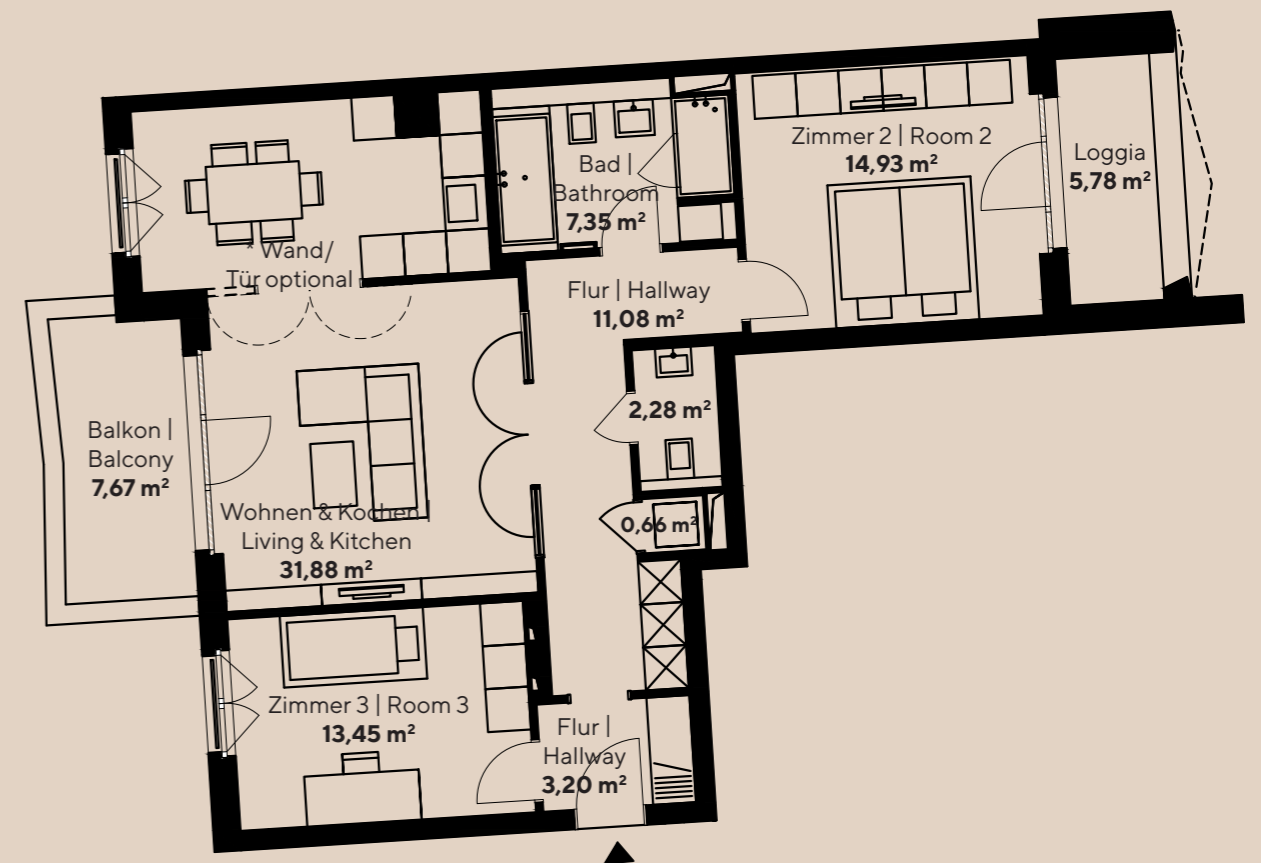 Bad |
Bathroom
7,35 m²
Zimmer 2 | Room 2
14,93 m²
Loggia
5,78 m²
* Wand/
Tür optional
Flur | Hallway
11,08 m²
2,28 m²
Balkon |
Balcony
7,67 m²
Wohnen & Kochen |
Living & Kitchen
31,88 m²
0,66 m²
Zimmer 3 | Room 3
13,45 m²
Flur |
Hallway
3,20 m²